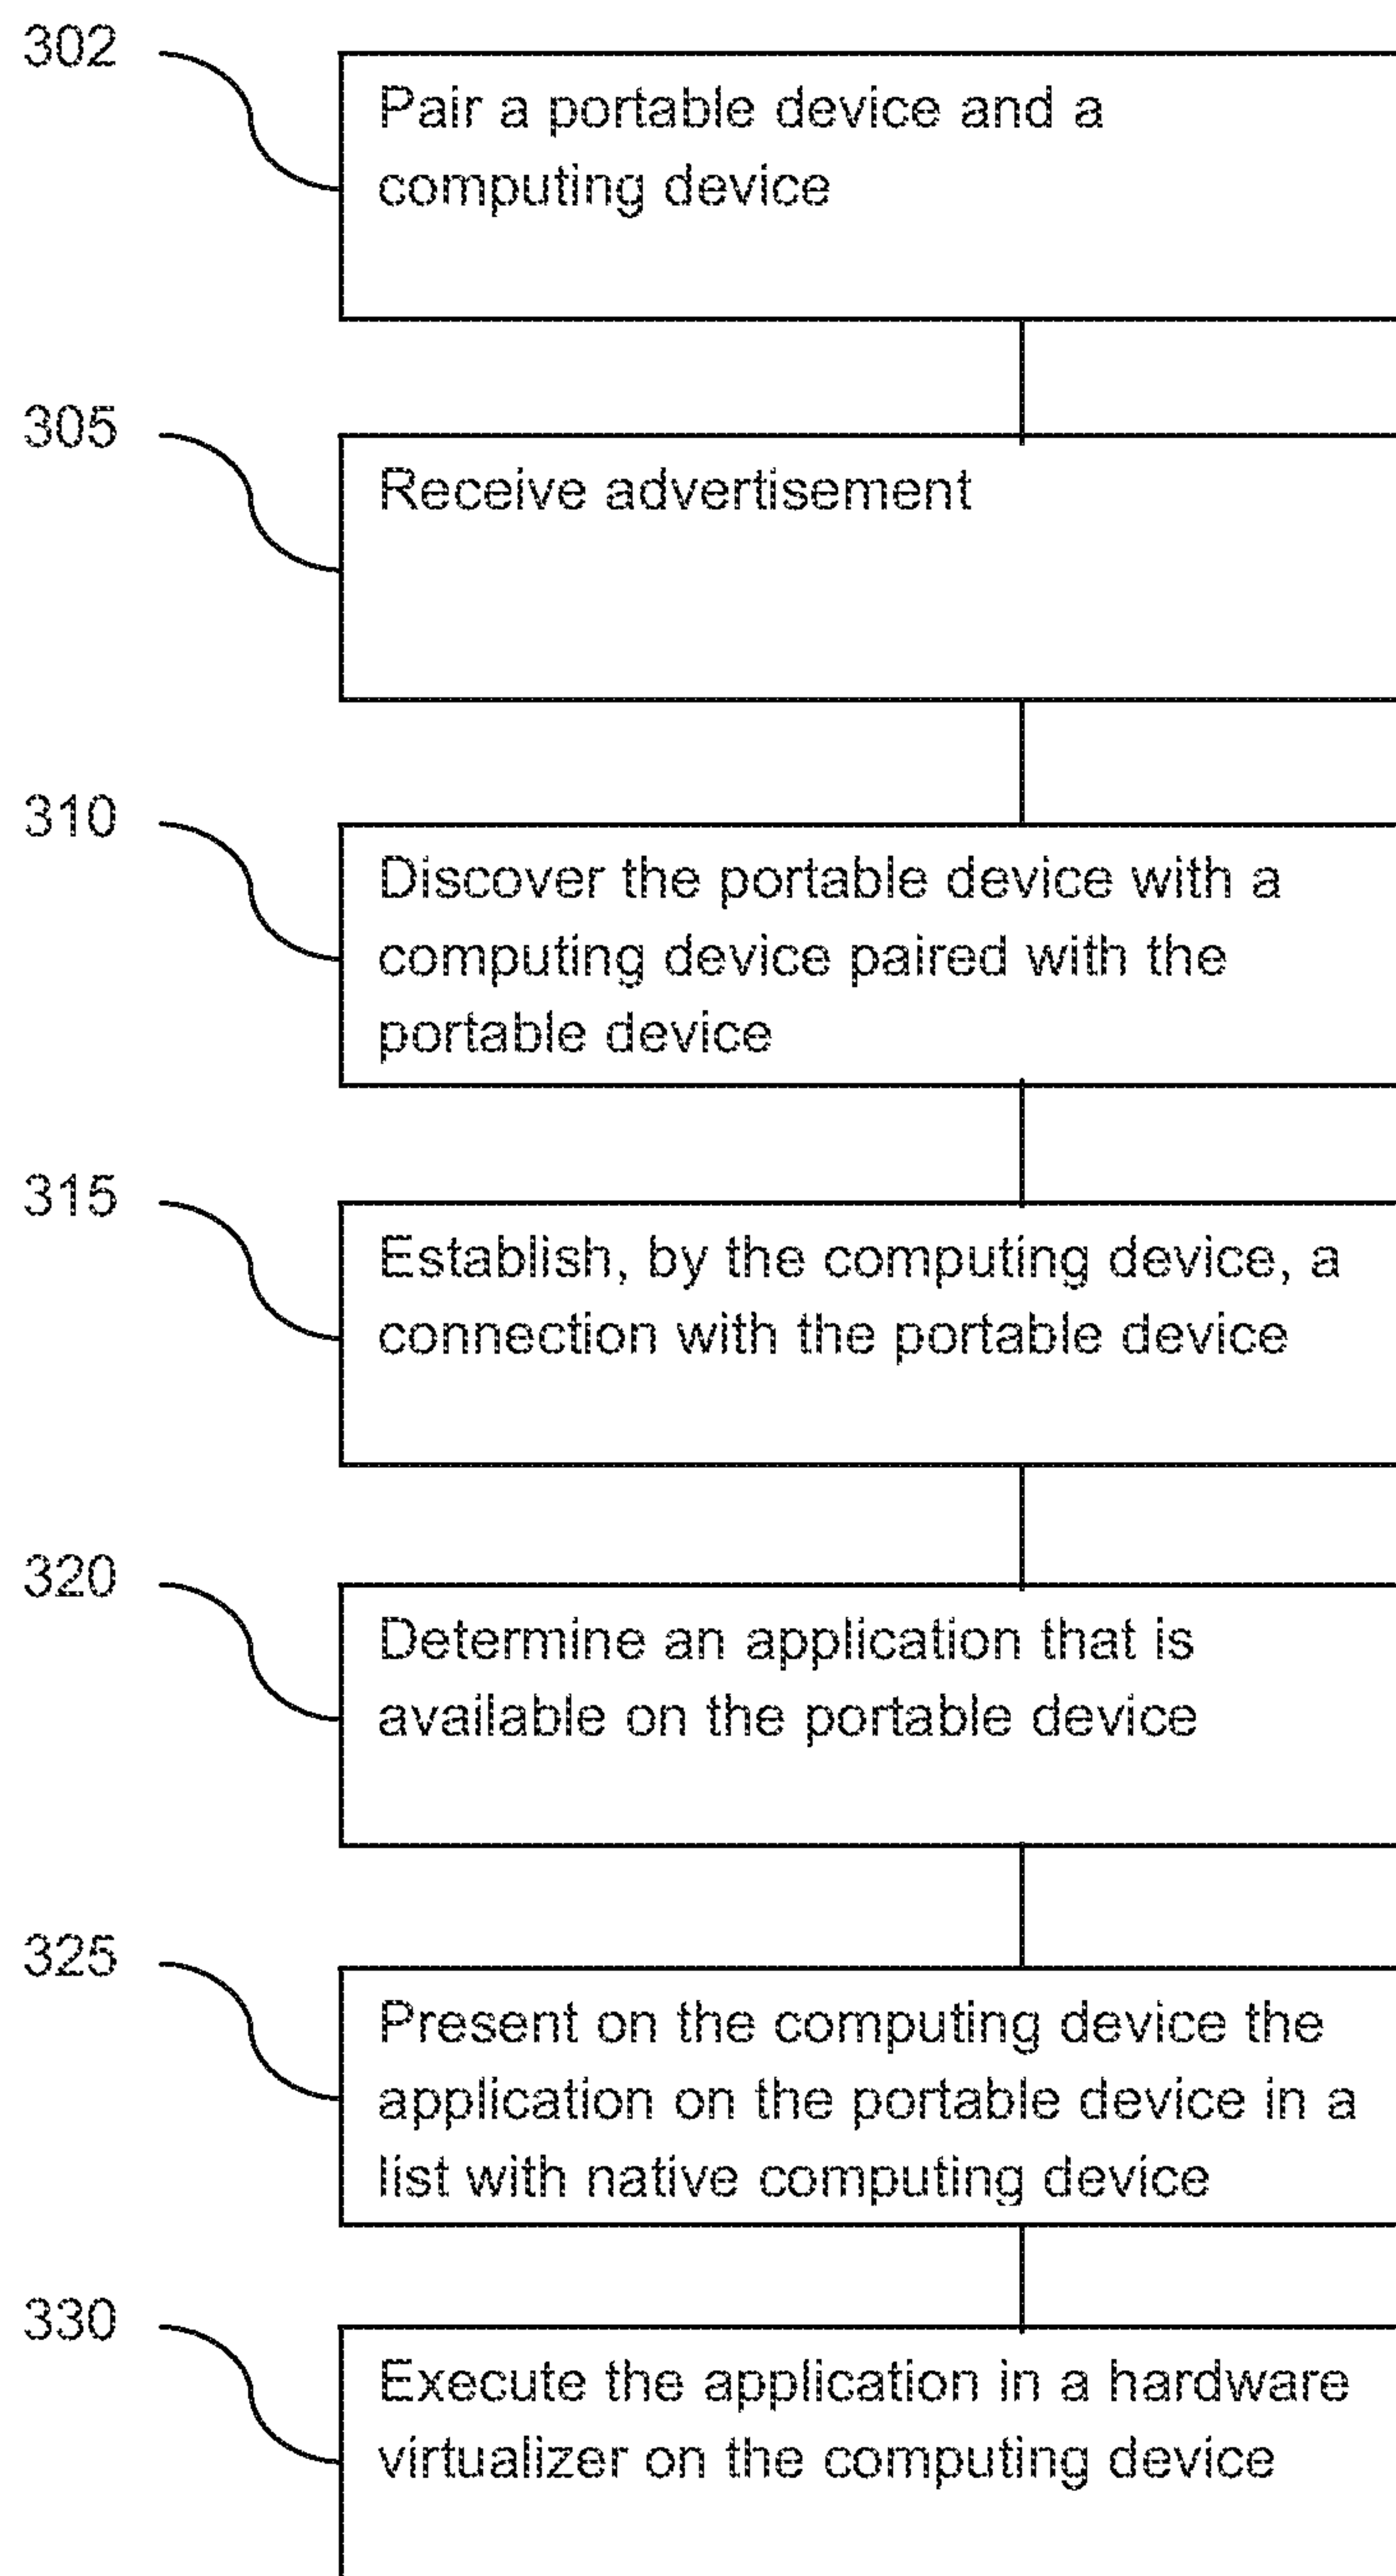 302
Pair a portable device and a
computing device
305
Receive advertisement
310
Discover the portable device with a
computing device paired with the
portable device
315
Establish, by the computing device, a
connection with the portable device
320
Determine an application that is
available on the portable device
325
Present on the computing device the
application on the portable device in a
list with native computing device
330
Execute the application in a hardware
virtualizer on the computing device